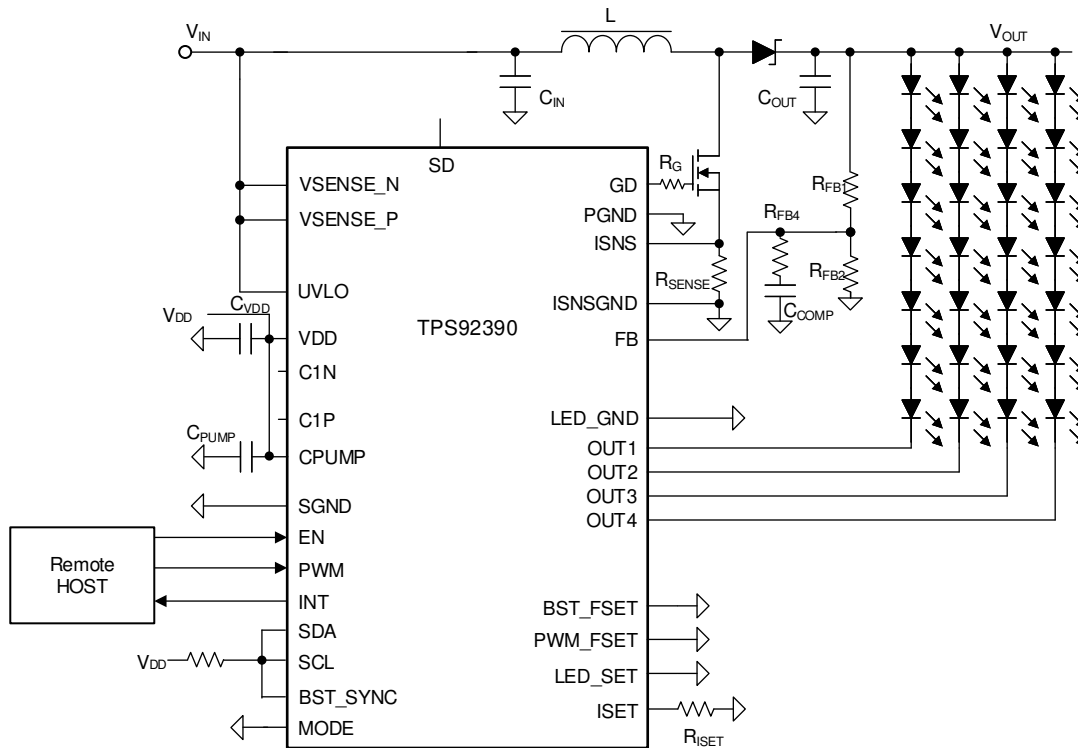 L
VIN
VOUT
CIN
COUT
SD
RG
VSENSE_N
GD
RFB1
VSENSE_P
PGND
RFB4
ISNS
RSENSE
RFB2
UVLO
ISNSGND
CVDD
VDD
TPS92390
CCOMP
VDD
FB
C1N
C1P
LED_GND
CPUMP
OUT1
CPUMP
OUT2
OUT3
SGND
OUT4
EN
Remote
HOST
PWM
INT
BST_FSET
SDA
PWM_FSET
VDD
SCL
LED_SET
BST_SYNC
ISET
MODE
RISET